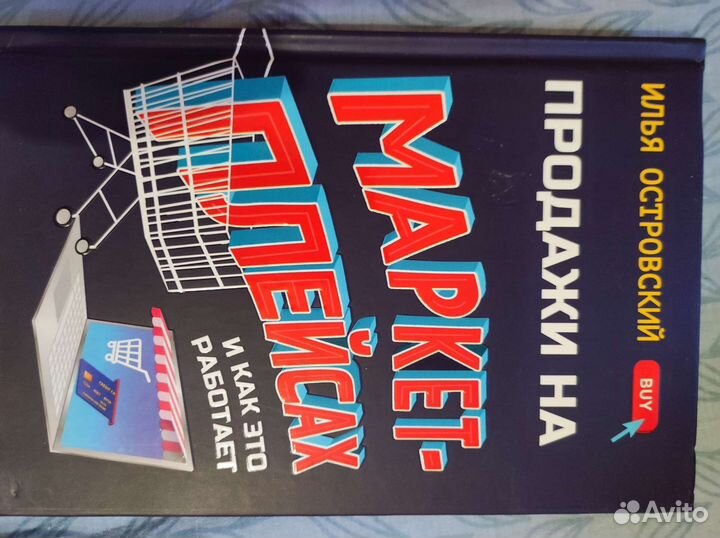 ИЛЬЯ ОСТРОВСКИЙ
BUY
ПРОДАЖИ НА
МАРКЕТ-
ПЛЕЙСАХ
И КАК ЭТО
РАБОТАЕТ
Avito